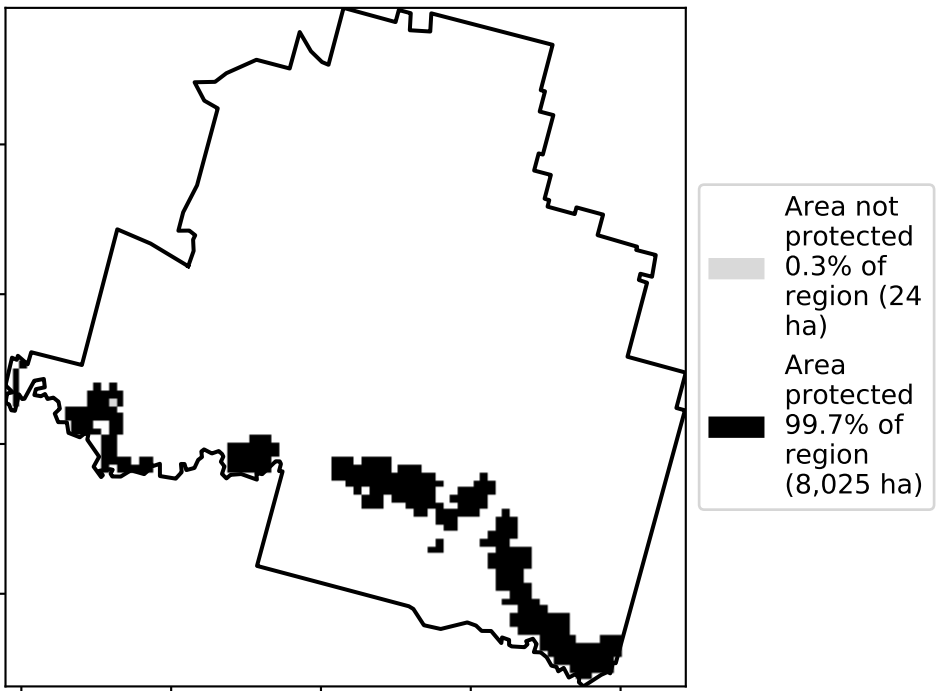 Area not
protected
0.3% of
region (24
ha)
Area
protected
99.7% of
region
(8,025 ha)